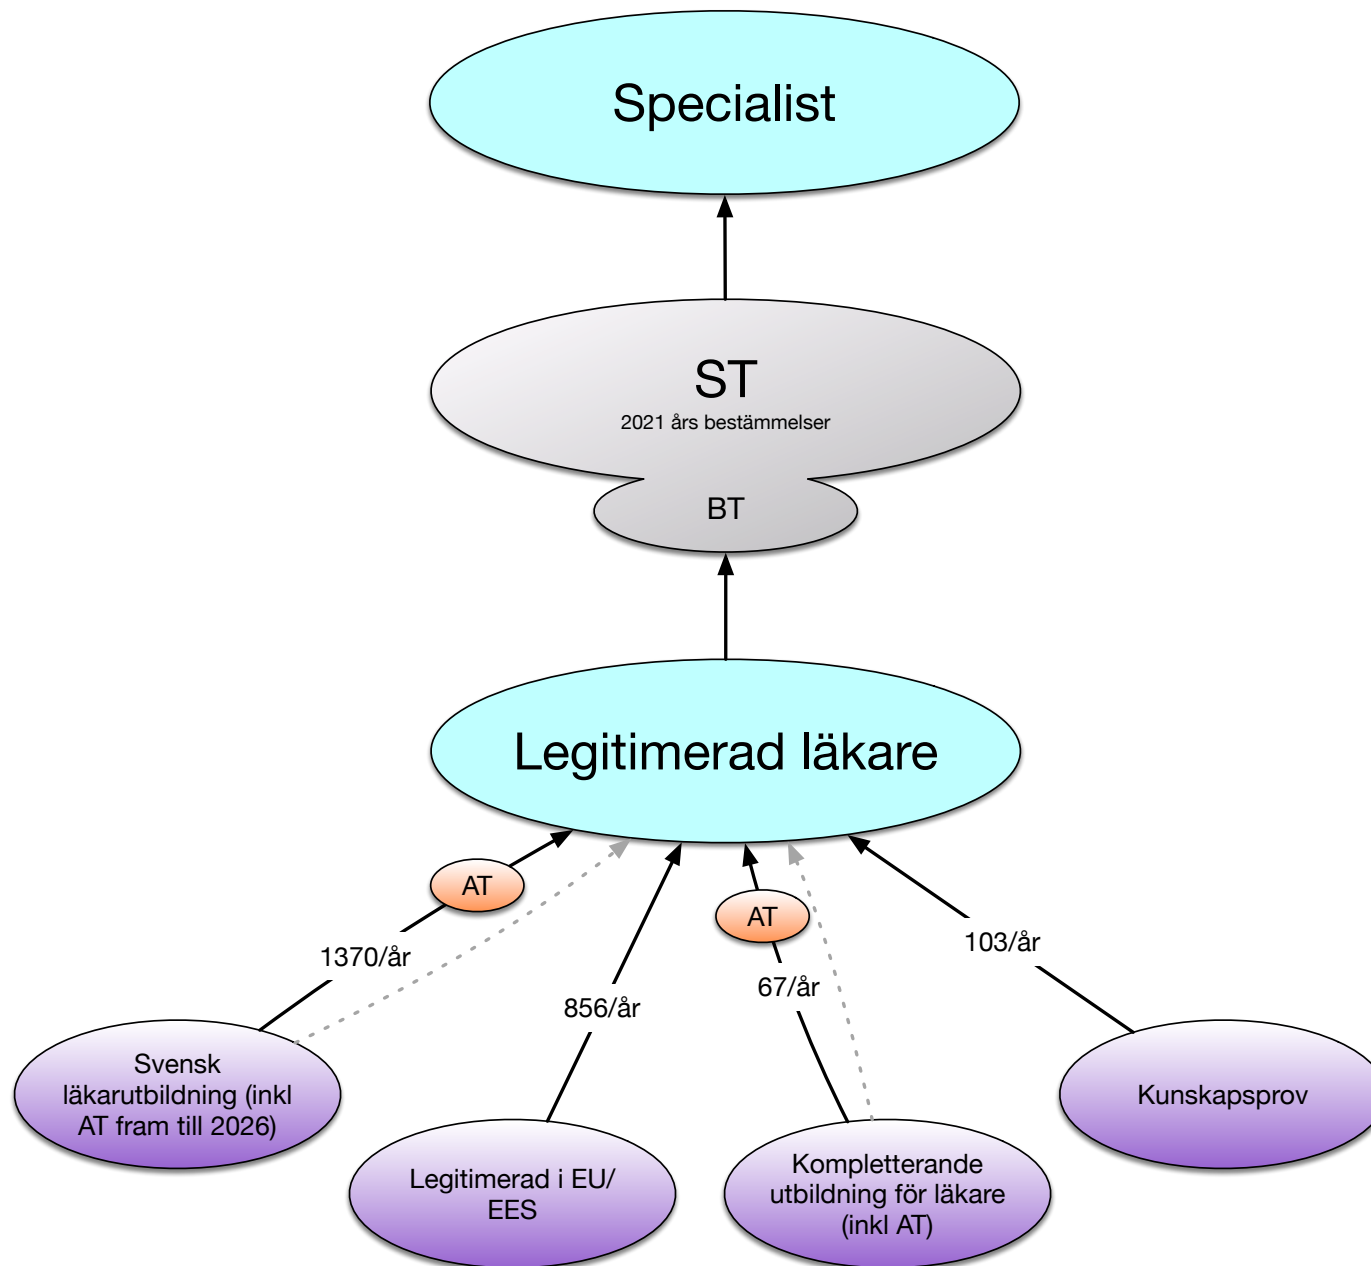 Specialist
ST
2021 års bestämmelser
BT
Legitimerad läkare
AT
AT
1370/år
856/år
67/år
103/år
Svensk
läkarutbildning (inkl
AT fram till 2026)
Legitimerad i EU/
EES
Kompletterande
utbildning för läkare
(inkl AT)
Kunskapsprov